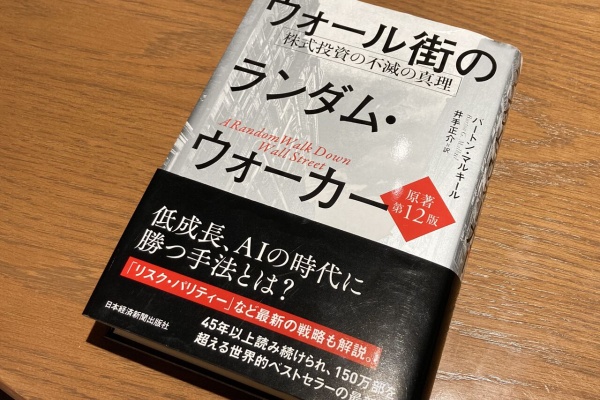 ウォール街の
株式投資の不滅の真理
ランダム・
ウォーカー
A Random Walk Down
Wall Street
バートン・マルキール
井手正介=訳
原著
第12版
低成長、AIの時代に
勝つ手法とは?
「リスク・パリティー」など最新の戦略も解説。
日本経済新聞出版社
45年以上読み続けられ、150万部を
超える世界的ベストセラーの最